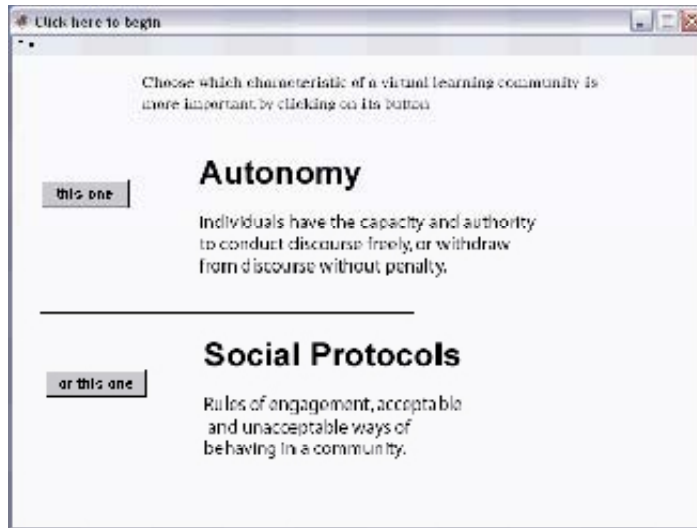 Click here to begin
Choose which characteristic of a virtual learning community is
more important by clicking on its button
this one
Autonomy
Individuals have the capacity and authority
to conduct discourse freely, or withdraw
from discourse without penalty.
or this one
Social Protocols
Rules of engagement, acceptable
and unacceptable ways of
behaving in a community.